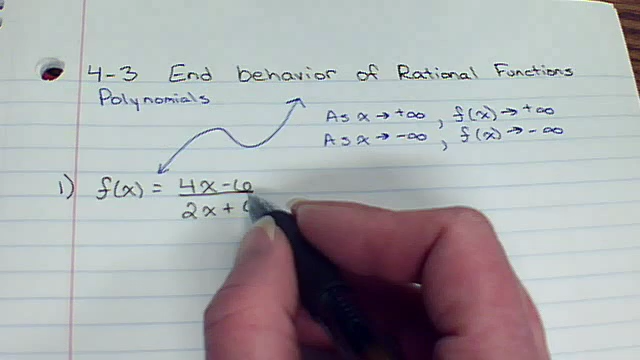 4-3 End behavior of Rational Functions
Polynomials
As x → +∞, f(x) → +∞
As x → -∞, f(x) → -∞
1) f(x) = 4x-6
2x+